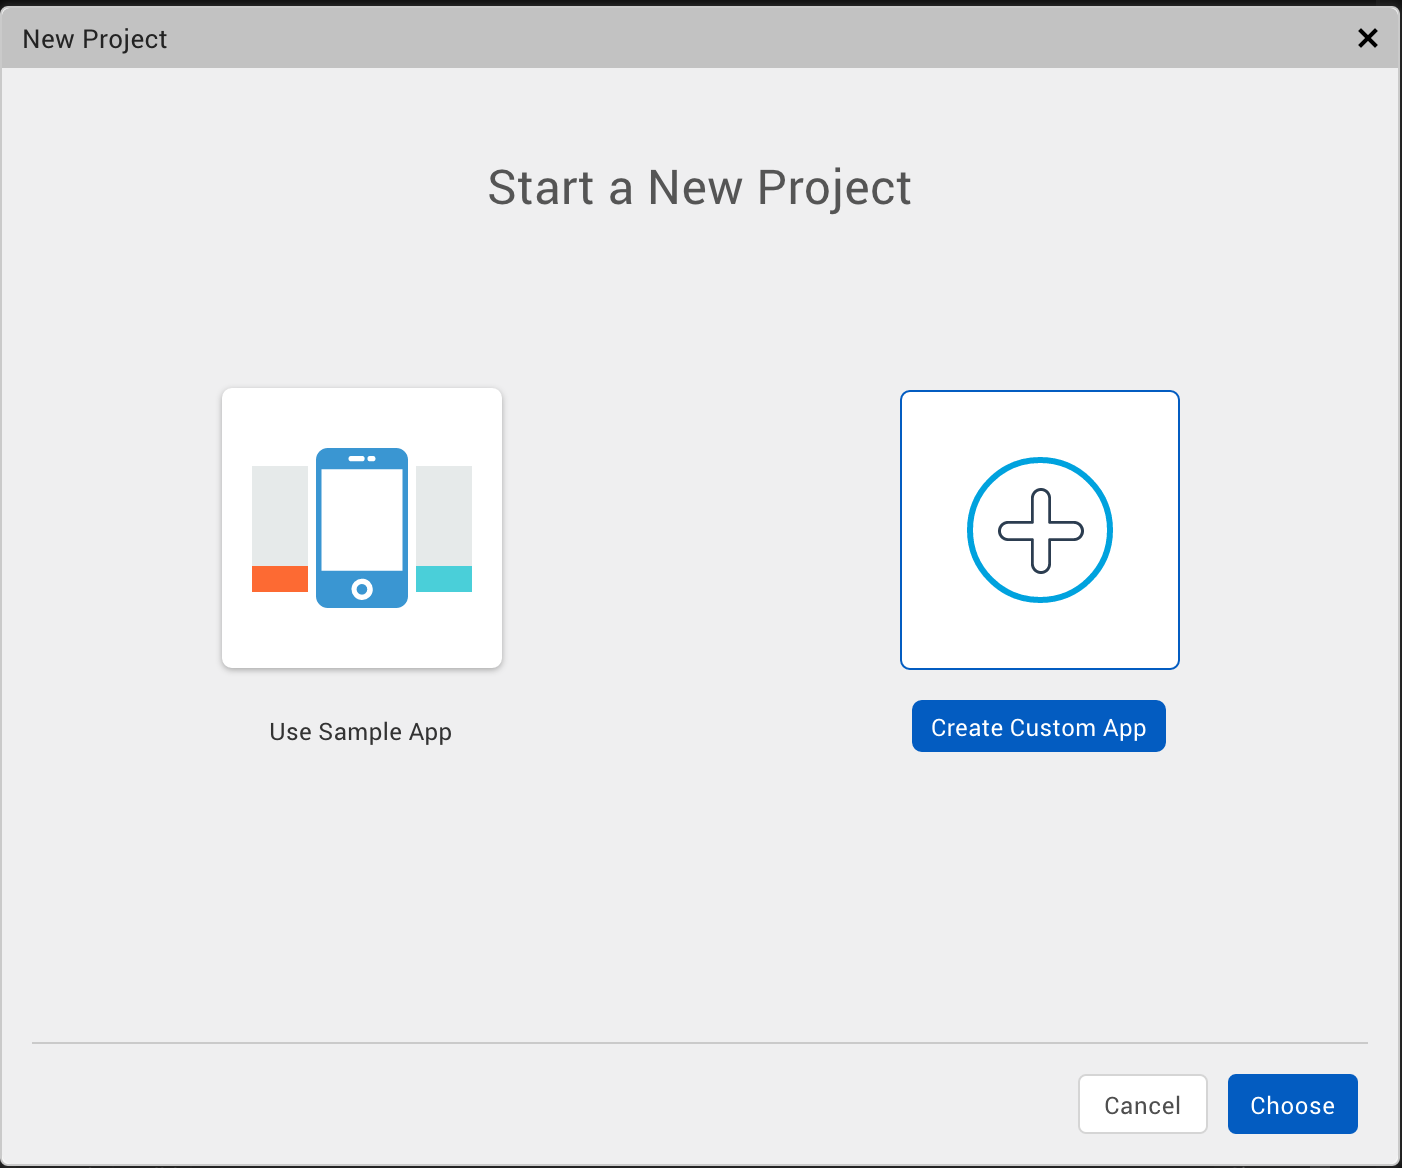 New Project
Start a New Project
Use Sample App
Create Custom App
Cancel
Choose